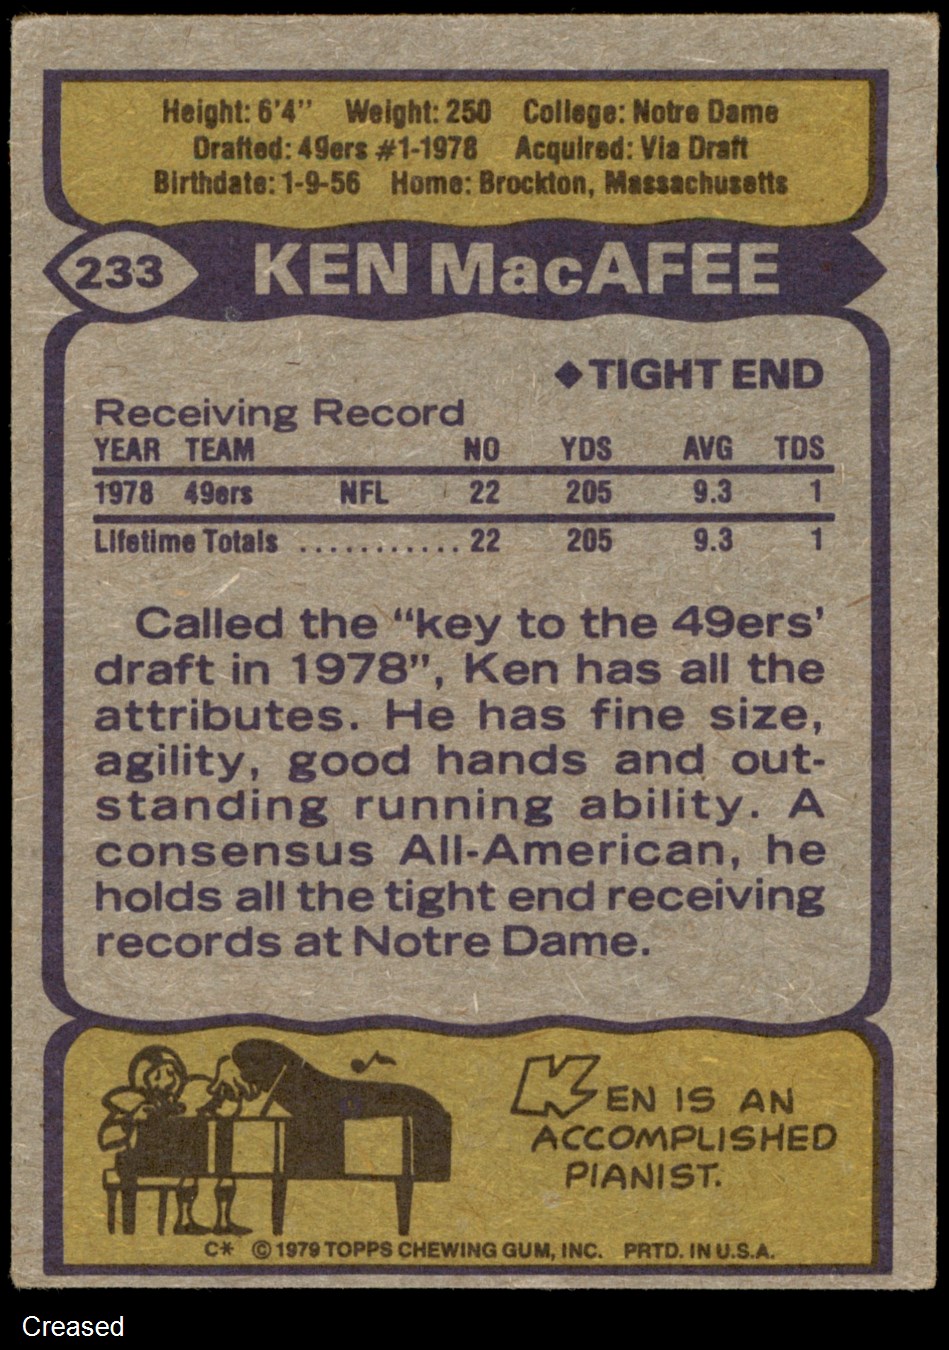 Height: 6'4" Weight: 250 College: Notre Dame
Drafted: 49ers #1-1978 Acquired: Via Draft
Birthdate: 1-9-56 Home: Brockton, Massachusetts
233 KEN MacAFEE
◆TIGHT END
Receiving Record
YEAR TEAM NO YDS AVG TDS
1978 49ers NFL 22 205 9.3 1
Lifetime Totals ........... 22 205 9.3 1
Called the “key to the 49ers’
draft in 1978”, Ken has all the
attributes. He has fine size,
agility, good hands and out-
standing running ability. A
consensus All-American, he
holds all the tight end receiving
records at Notre Dame.
KEN IS AN
ACCOMPLISHED
PIANIST.
C* © 1979 TOPPS CHEWING GUM, INC. PRTD. IN U.S.A.
Creased